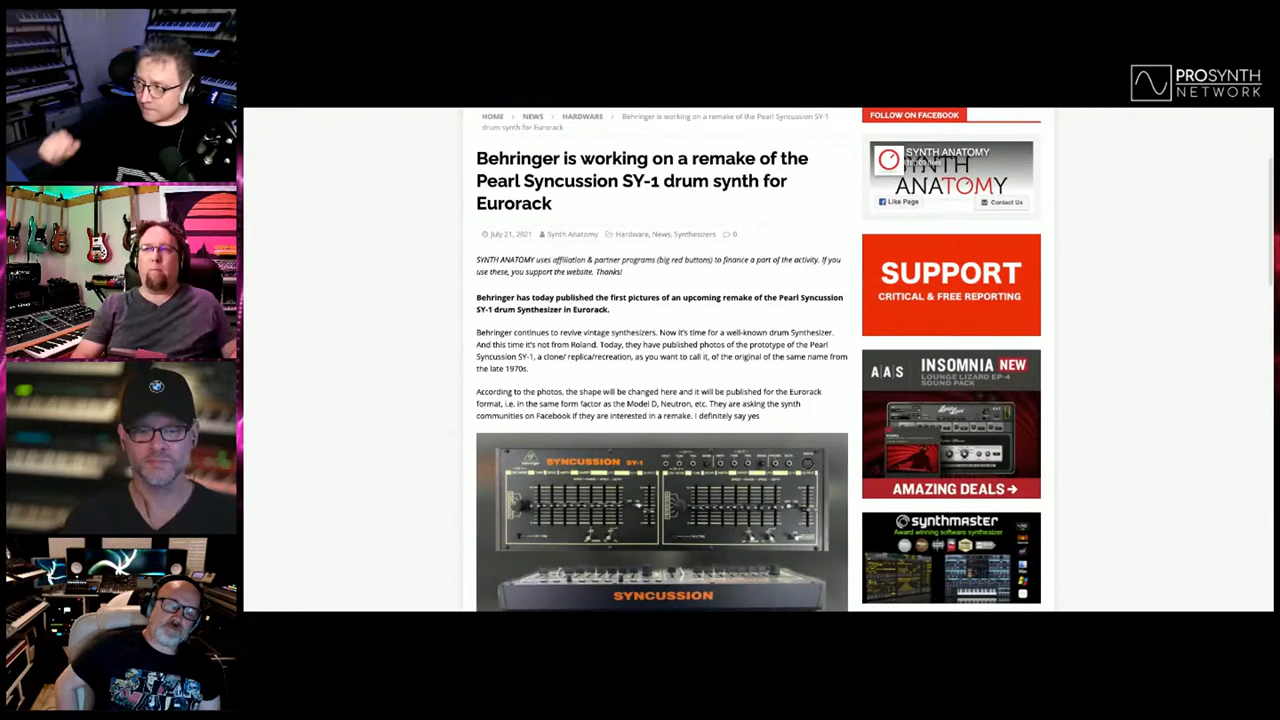 PROSYNTH
NETWORK
HOME > NEWS > HARDWARE > Behringer is working on a remake of the Pearl Syncussion SY-1
drum synth for Eurorack
Behringer is working on a remake of the
Pearl Syncussion SY-1 drum synth for
Eurorack
July 21, 2021 Synth Anatomy Hardware, News, Synthesizers 0
SYNTH ANATOMY uses affiliation & partner programs (big red buttons) to finance a part of the activity. If you
use these, you support the website. Thanks!
Behringer has today published the first pictures of an upcoming remake of the Pearl Syncussion
SY-1 drum Synthesizer in Eurorack.
Behringer continues to revive vintage synthesizers. Now it's time for a well-known drum Synthesizer.
And this time it's not from Roland. Today, they have published photos of the prototype of the Pearl
Syncussion SY-1, a clone/ replica/recreation, as you want to call it, of the original of the same name from
the late 1970s.
According to the photos, the shape will be changed here and it will be published for the Eurorack
format, i.e. in the same form factor as the Model D, Neutron, etc. They are asking the synth
communities on Facebook if they are interested in a remake. I definitely say yes
SYNCUSSION SY-1
SYNCUSSION
FOLLOW ON FACEBOOK
SYNTH ANATOMY
SYNTH
ANATOMY
Like Page
Contact Us
SUPPORT
CRITICAL & FREE REPORTING
AAS
INSOMNIA NEW
LOUNGE LIZARD EP-4
SOUND PACK
AMAZING DEALS →
synthmaster
Award winning software synthesizer